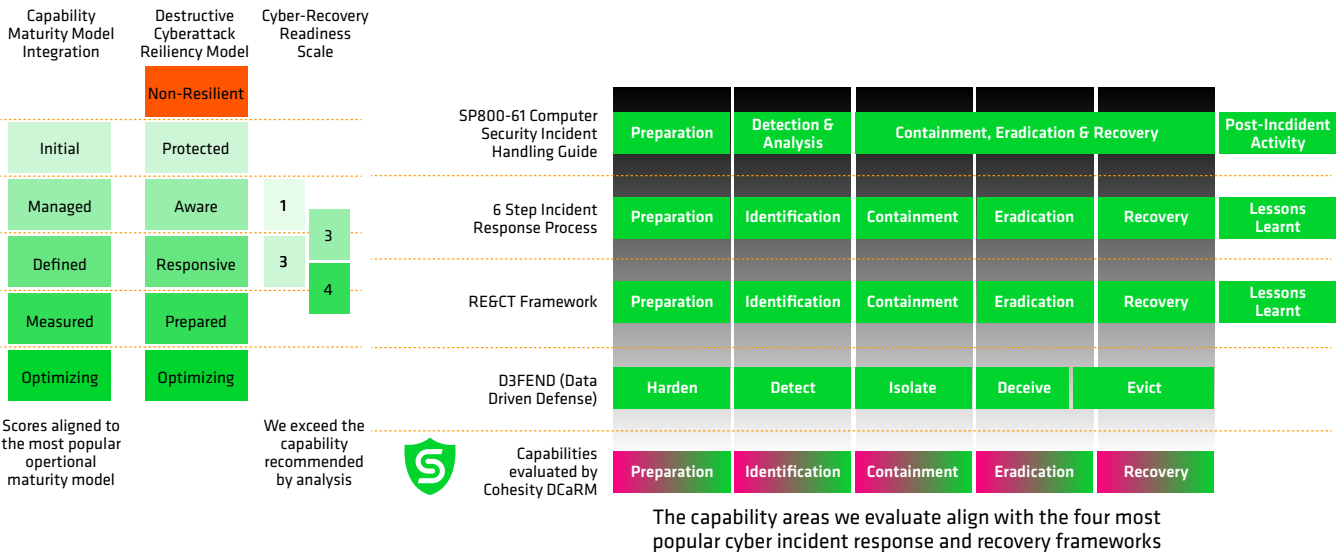 Capability
Maturity Model
Integration
Destructive
Cyberattack
Reiliency Model
Cyber-Recovery
Readiness
Scale
Non-Resilient
Initial
Protected
Managed
Aware
1
3
Defined
Responsive
3
4
Measured
Prepared
Optimizing
Optimizing
Scores aligned to
the most popular
opertional
maturity model
We exceed the
capability
recommended
by analysis
SP800-61 Computer
Security Incident
Handling Guide
Preparation
Detection &
Analysis
Containment, Eradication & Recovery
Post-Incdident
Activity
6 Step Incident
Response Process
Preparation
Identification
Containment
Eradication
Recovery
Lessons
Learnt
RE&CT Framework
Preparation
Identification
Containment
Eradication
Recovery
Lessons
Learnt
D3FEND (Data
Driven Defense)
Harden
Detect
Isolate
Deceive
Evict
S
Capabilities
evaluated by
Cohesity DCaRM
Preparation
Identification
Containment
Eradication
Recovery
The capability areas we evaluate align with the four most
popular cyber incident response and recovery frameworks